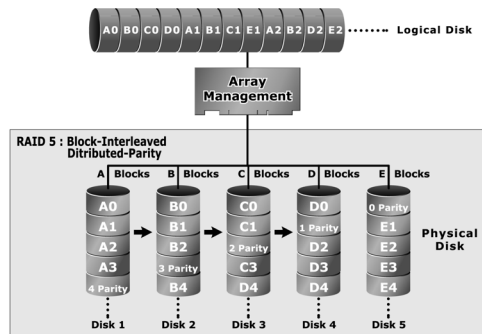 A0 B0 C0 D0 A1 B1 C1 E1 A2 B2 D2 E2 Logical Disk
Array
Management
RAID 5 : Block-Interleaved
Ditributed-Parity
A Blocks B Blocks C Blocks D Blocks E Blocks
A0 B0 C0 D0 0 Parity
A1 B1 C1 1 Parity E1
A2 B2 2 Parity D2 E2
Physical
Disk
A3 3 Parity C3 D3 E3
4 Parity B4 D4 D4 E4
Disk 1 Disk 2 Disk 3 Disk 4 Disk 5